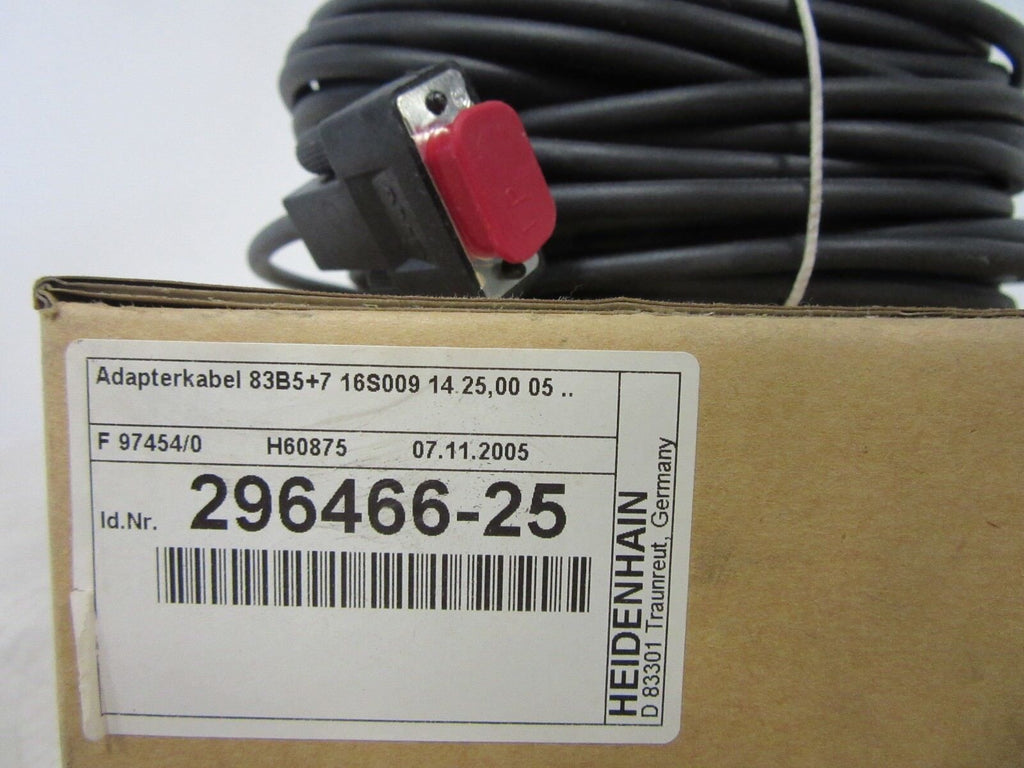 Adapterkabel 83B5+7 16S009 14 25,00 05 ..
F 97454/0 H60875 07.11.2005
Id.Nr. 296466-25
HEIDENHAIN
D 83301 Traunreut, Germany